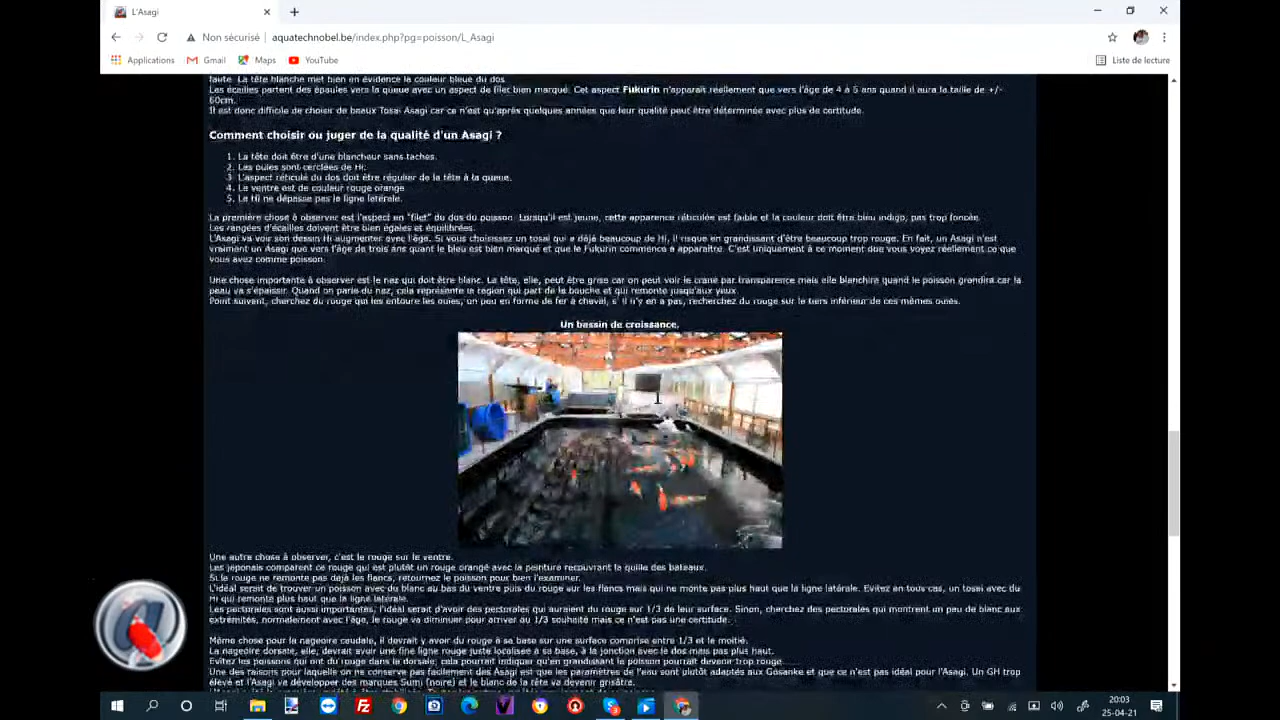 L'Asagi
Non sécurisé
aquatechnobel.be/index.php?pg=poisson/L_Asagi
Applications
Gmail
Maps
YouTube
Liste de lecture
faute. La tête blanche met bien en évidence la couleur bleue du dos
Les écailles partent des épaules vers la queue avec un aspect de filet bien marqué. Cet aspect Fukurin n'apparait réellement que vers l'âge de 4 à 5 ans quand il aura la taille de +/-
60cm.
Il est donc difficile de choisir de beaux Tosai Asagi car ce n'est qu'après quelques années que leur qualité peut être déterminée avec plus de certitude.
Comment choisir ou juger de la qualité d'un Asagi ?
1. La tête doit être d'une blancheur sans taches.
2. Les ouies sont cerclées de Hi.
3. L'aspect réticulé du dos doit être régulier de la tête à la queue.
4. Le ventre est de couleur rouge orange
5. Le Hi ne dépasse pas la ligne latérale.
La première chose à observer est l'aspect en "filet" du dos du poisson. Lorsqu'il est jeune, cette apparence réticulée est faible et la couleur doit être bleu indigo, pas trop foncée.
Les rangées d'écailles doivent être bien égales et équilibrées.
L'Asagi va voir son dessin Hi augmenter avec l'âge. Si vous choisissez un tosai qui a déjà beaucoup de Hi, il risque en grandissant d'être beaucoup trop rouge. En fait, un Asagi n'est
vraiment un Asagi que vers l'âge de trois ans quant le bleu est bien marqué et que le Fukurin commence à apparaître. C'est uniquement à ce moment que vous voyez réellement ce que
vous avez comme poisson.
Une chose importante à observer est le nez qui doit être blanc. La tête, elle, peut être grise car on peut voir le crane par transparence mais elle blanchira quand le poisson grandira car la
peau va s'épaissir. Quand on parle du nez, cela représente la région qui part de la bouche et qui remonte jusqu'aux yeux.
Point suivant, cherchez du rouge qui les entoure les ouies, un peu en forme de fer à cheval, s' il n'y en a pas, recherchez du rouge sur le tiers inférieur de ces mêmes ouies.
Un bassin de croissance.
Une autre chose à observer, c'est le rouge sur le ventre.
Les japonais comparent ce rouge qui est plutôt un rouge orangé avec la peinture recouvrant la quille des bateaux.
Si le rouge ne remonte pas déjà les flancs, retournez le poisson pour bien l'examiner.
L'idéal serait de trouver un poisson avec du blanc au bas du ventre puis du rouge sur les flancs mais qui ne monte pas plus haut que la ligne latérale. Evitez en tous cas, un tosai avec du
Hi qui remonte plus haut que la ligne latérale.
Les pectorales sont aussi importantes, l'idéal serait d'avoir des pectorales qui auraient du rouge sur 1/3 de leur surface. Sinon, cherchez des pectorales qui montrent un peu de blanc aux
extrémités, normalement avec l'âge, le rouge va diminuer pour arriver au 1/3 souhaité mais ce n'est pas une certitude.
Même chose pour la nageoire caudale, il devrait y avoir du rouge à sa base sur une surface comprise entre 1/3 et le moitié.
La nageoire dorsale, elle, devrait avoir une fine ligne rouge juste localisée à sa base, à la jonction avec le dos mais pas plus haut.
Evitez les poissons qui ont du rouge dans la dorsale, cela pourrait indiquer qu'en grandissant le poisson pourrait devenir trop rouge
Une des raisons pour laquelle on ne conserve pas facilement des Asagi est que les paramètres de l'eau sont plutôt adaptés aux Gosanke et que ce n'est pas idéal pour l'Asagi. Un GH trop
élevé et l'Asagi va développer des marques Sumi (noire) et le blanc de la tête va devenir grisâtre.
20:03
25-04-21